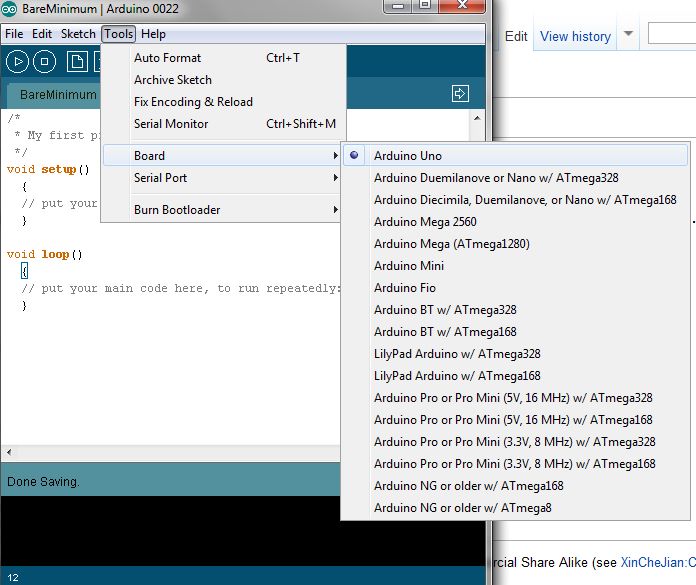 BareMinimum | Arduino 0022
File Edit Sketch Tools Help
Edit View history
Auto Format Ctrl+T
Archive Sketch
Fix Encoding & Reload
Serial Monitor Ctrl+Shift+M
Board
Serial Port
Burn Bootloader
BareMinimum
/*
* My first
*/
void setup()
{
// put your
}
void loop()
{
// put your main code here, to run repeatedly:
}
Arduino Uno
Arduino Duemilanove or Nano w/ ATmega328
Arduino Diecimila, Duemilanove, or Nano w/ ATmega168
Arduino Mega 2560
Arduino Mega (ATmega1280)
Arduino Mini
Arduino Fio
Arduino BT w/ ATmega328
Arduino BT w/ ATmega168
LilyPad Arduino w/ ATmega328
LilyPad Arduino w/ ATmega168
Arduino Pro or Pro Mini (5V, 16 MHz) w/ ATmega328
Arduino Pro or Pro Mini (5V, 16 MHz) w/ ATmega168
Arduino Pro or Pro Mini (3.3V, 8 MHz) w/ ATmega328
Arduino Pro or Pro Mini (3.3V, 8 MHz) w/ ATmega168
Arduino NG or older w/ ATmega168
Arduino NG or older w/ ATmega8
Done Saving.
12
rcial Share Alike (see XinCheJian:C